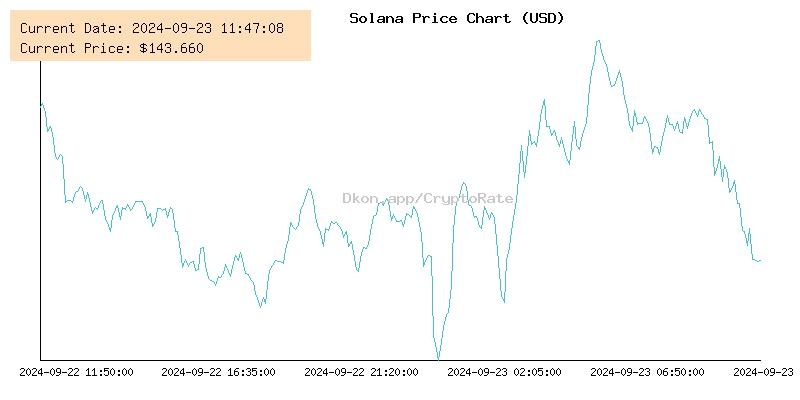 Solana Price Chart (USD)
Current Date: 2024-09-23 11:47:08
Current Price: $143.660
Dkon.app/CryptoRate
2024-09-22 11:50:00 2024-09-22 16:35:00 2024-09-22 21:20:00 2024-09-23 02:05:00 2024-09-23 06:50:00 2024-09-23